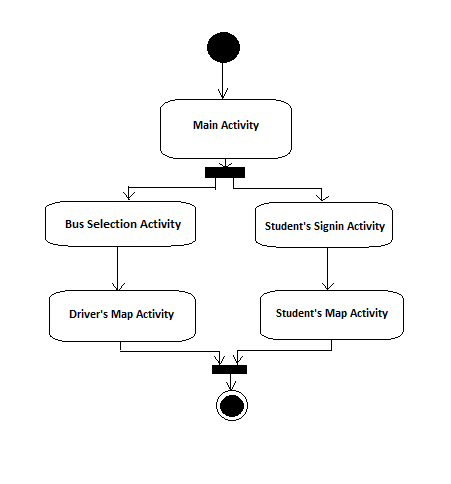 Main Activity
Bus Selection Activity
Student's Signin Activity
Driver's Map Activity
Student's Map Activity